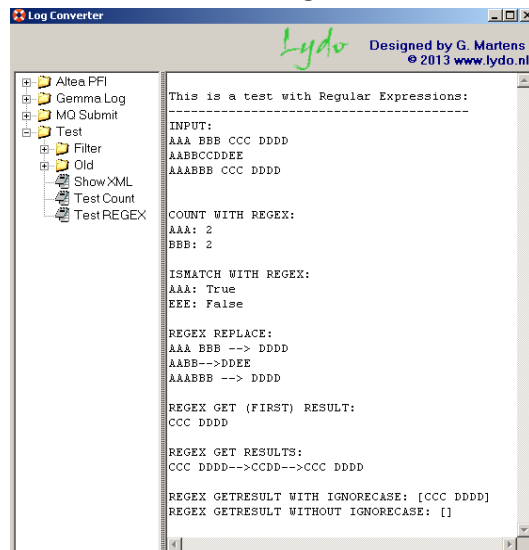 Log Converter
Lydo
Designed by G. Martens
© 2013 www.lydo.nl
Altea PFI
Gemma Log
MQ Submit
Test
Filter
Old
Show XML
Test Count
Test REGEX
This is a test with Regular Expressions:
----------------------------------------
INPUT:
AAA BBB CCC DDDD
AABBCCDDEE
AAABBB CCC DDDD
COUNT WITH REGEX:
AAA: 2
BBB: 2
ISMATCH WITH REGEX:
AAA: True
EEE: False
REGEX REPLACE:
AAA BBB --> DDDD
AABB-->DDEE
AAABBB --> DDDD
REGEX GET (FIRST) RESULT:
CCC DDDD
REGEX GET RESULTS:
CCC DDDD-->CCDD-->CCC DDDD
REGEX GETRESULT WITH IGNORECASE: [CCC DDDD]
REGEX GETRESULT WITHOUT IGNORECASE: []